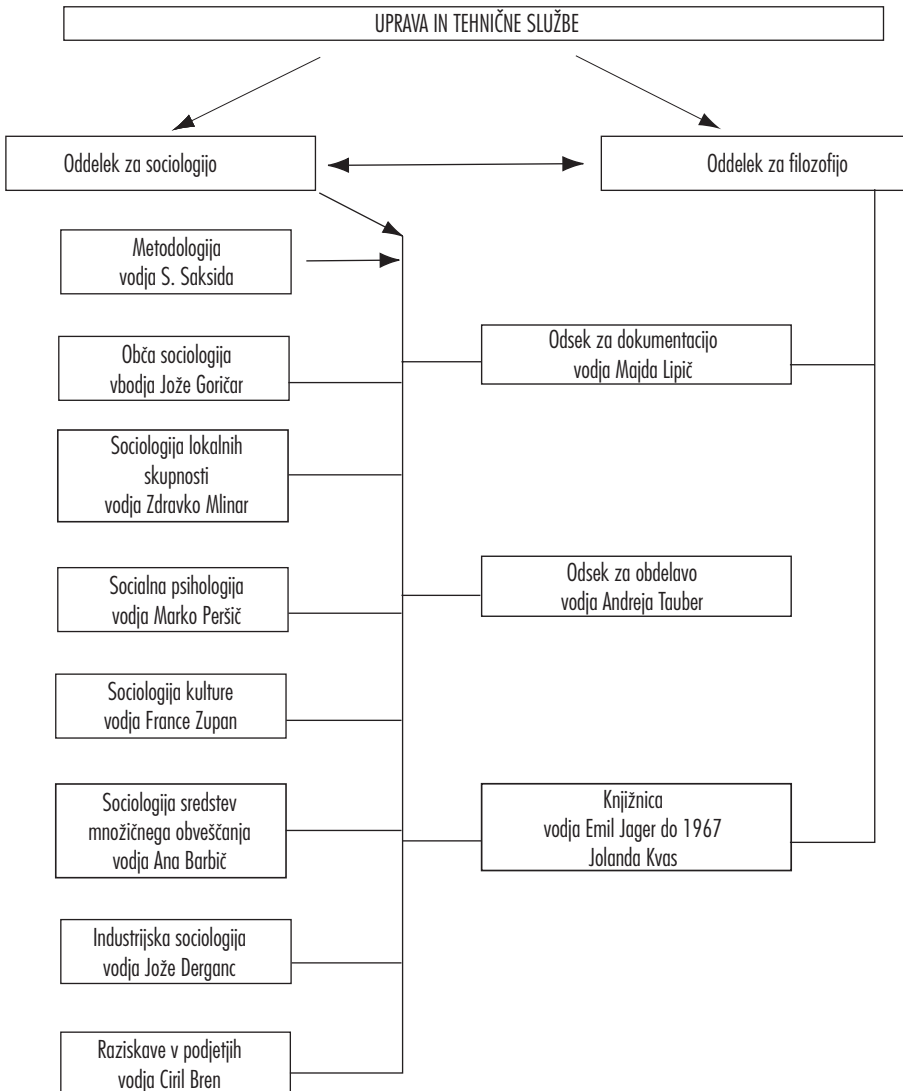 UPRAVA IN TEHNIČNE SLUŽBE
Oddelek za sociologijo
Oddelek za filozofijo
Metodologija
vodja S. Saksida
Obča sociologija
vbodja Jože Goričar
Sociologija lokalnih
skupnosti
vodja Zdravko Mlinar
Socialna psihologija
vodja Marko Peršič
Sociologija kulture
vodja France Zupan
Sociologija sredstev
množičnega obveščanja
vodja Ana Barbič
Industrijska sociologija
vodja Jože Derganc
Raziskave v podjetjih
vodja Ciril Bren
Odsek za dokumentacijo
vodja Majda Lipič
Odsek za obdelavo
vodja Andreja Tauber
Knjižnica
vodja Emil Jager do 1967
Jolanda Kvas